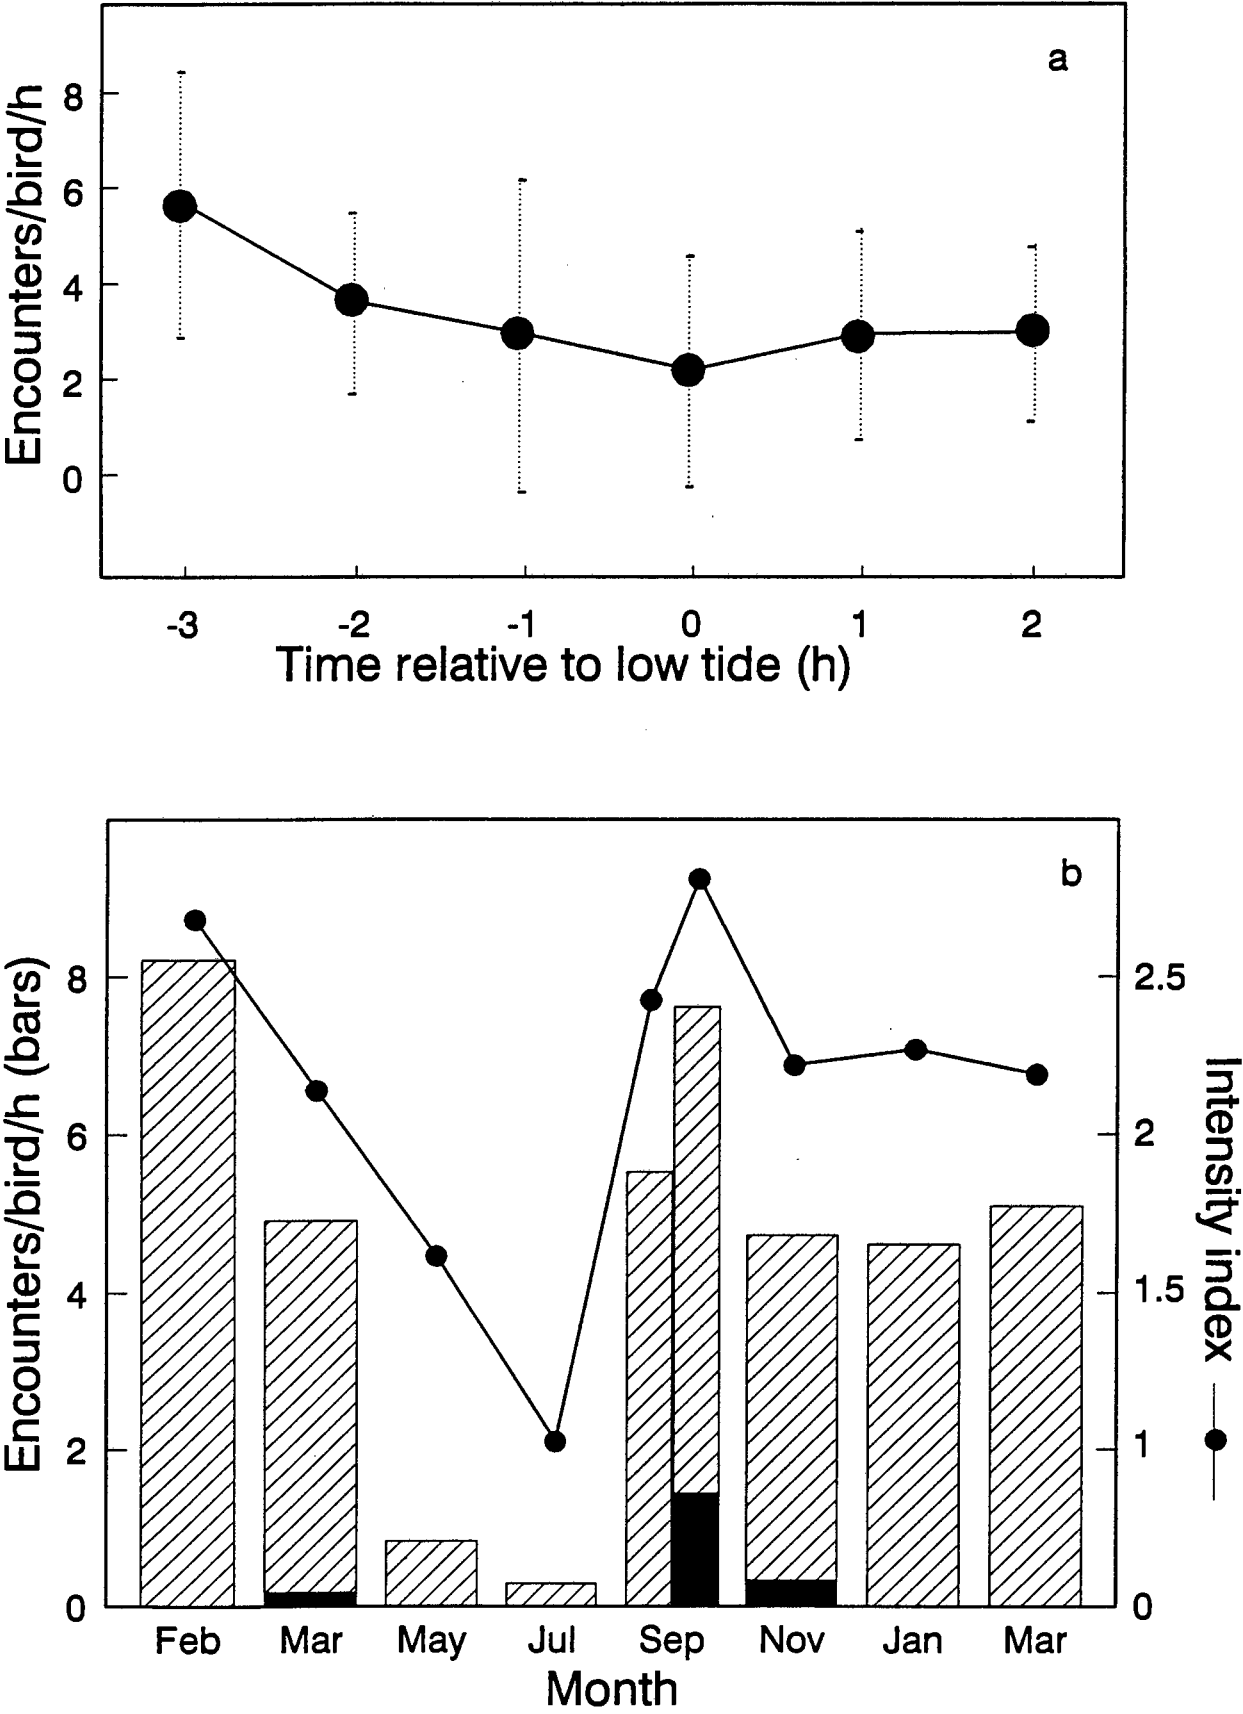 a
Encounters/bird/h
8
6
4
2
0
-3 -2 -1 0 1 2
Time relative to low tide (h)
b
Encounters/bird/h (bars)
8
6
4
2
0
2.5
2
1.5
1
0
Intensity index
Feb Mar May Jul Sep Nov Jan Mar
Month